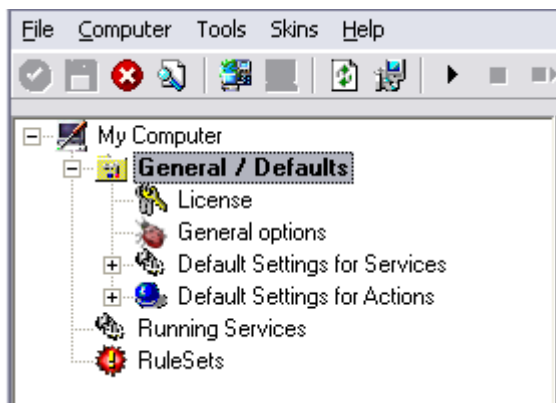 File Computer Tools Skins Help
My Computer
General / Defaults
License
General options
Default Settings for Services
Default Settings for Actions
Running Services
RuleSets